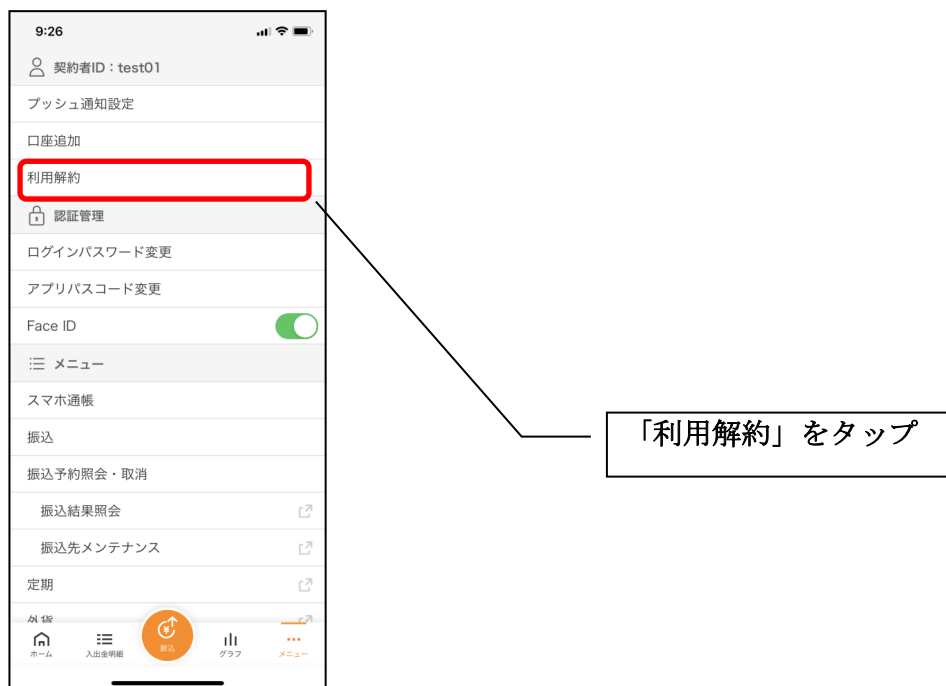 9:26
契約者ID：test01
プッシュ通知設定
口座追加
利用解約
認証管理
ログインパスワード変更
アプリパスコード変更
Face ID
メニュー
スマホ通帳
振込
振込予約照会・取消
振込結果照会
振込先メンテナンス
定期
外貨
ホーム
入出金明細
振込
グラフ
メニュー
「利用解約」をタップ